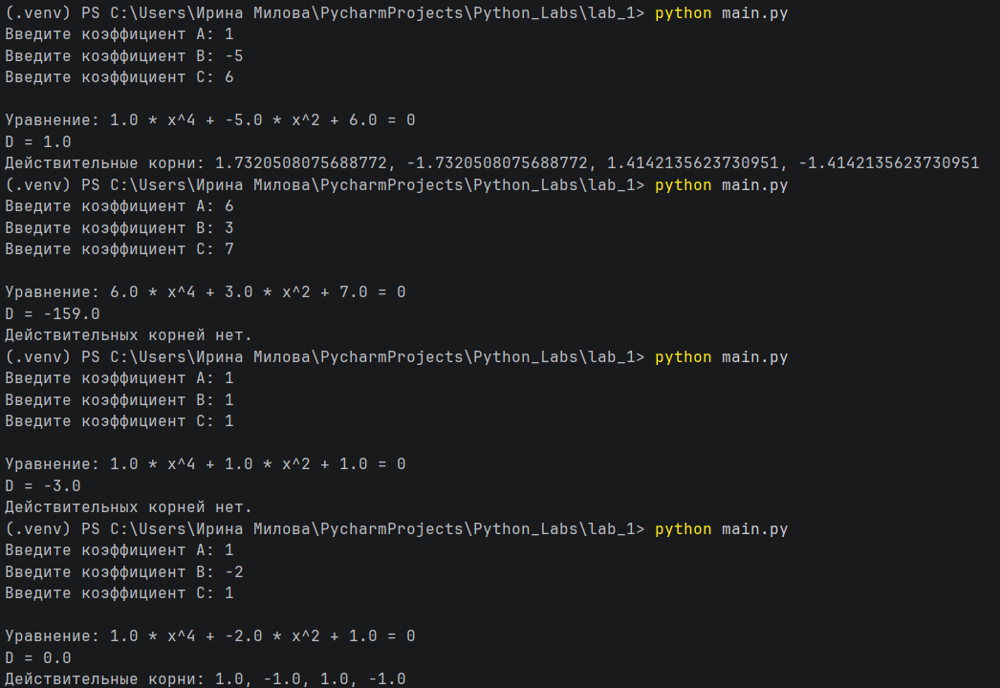 (.venv) PS C:\Users\Ирина Милова\PycharmProjects\Python_Labs\lab_1> python main.py
Введите коэффициент A: 1
Введите коэффициент B: -5
Введите коэффициент C: 6
Уравнение: 1.0 * x^4 + -5.0 * x^2 + 6.0 = 0
D = 1.0
Действительные корни: 1.7320508075688772, -1.7320508075688772, 1.4142135623730951, -1.4142135623730951
(.venv) PS C:\Users\Ирина Милова\PycharmProjects\Python_Labs\lab_1> python main.py
Введите коэффициент A: 6
Введите коэффициент B: 3
Введите коэффициент C: 7
Уравнение: 6.0 * x^4 + 3.0 * x^2 + 7.0 = 0
D = -159.0
Действительных корней нет.
(.venv) PS C:\Users\Ирина Милова\PycharmProjects\Python_Labs\lab_1> python main.py
Введите коэффициент A: 1
Введите коэффициент B: 1
Введите коэффициент C: 1
Уравнение: 1.0 * x^4 + 1.0 * x^2 + 1.0 = 0
D = -3.0
Действительных корней нет.
(.venv) PS C:\Users\Ирина Милова\PycharmProjects\Python_Labs\lab_1> python main.py
Введите коэффициент A: 1
Введите коэффициент B: -2
Введите коэффициент C: 1
Уравнение: 1.0 * x^4 + -2.0 * x^2 + 1.0 = 0
D = 0.0
Действительные корни: 1.0, -1.0, 1.0, -1.0